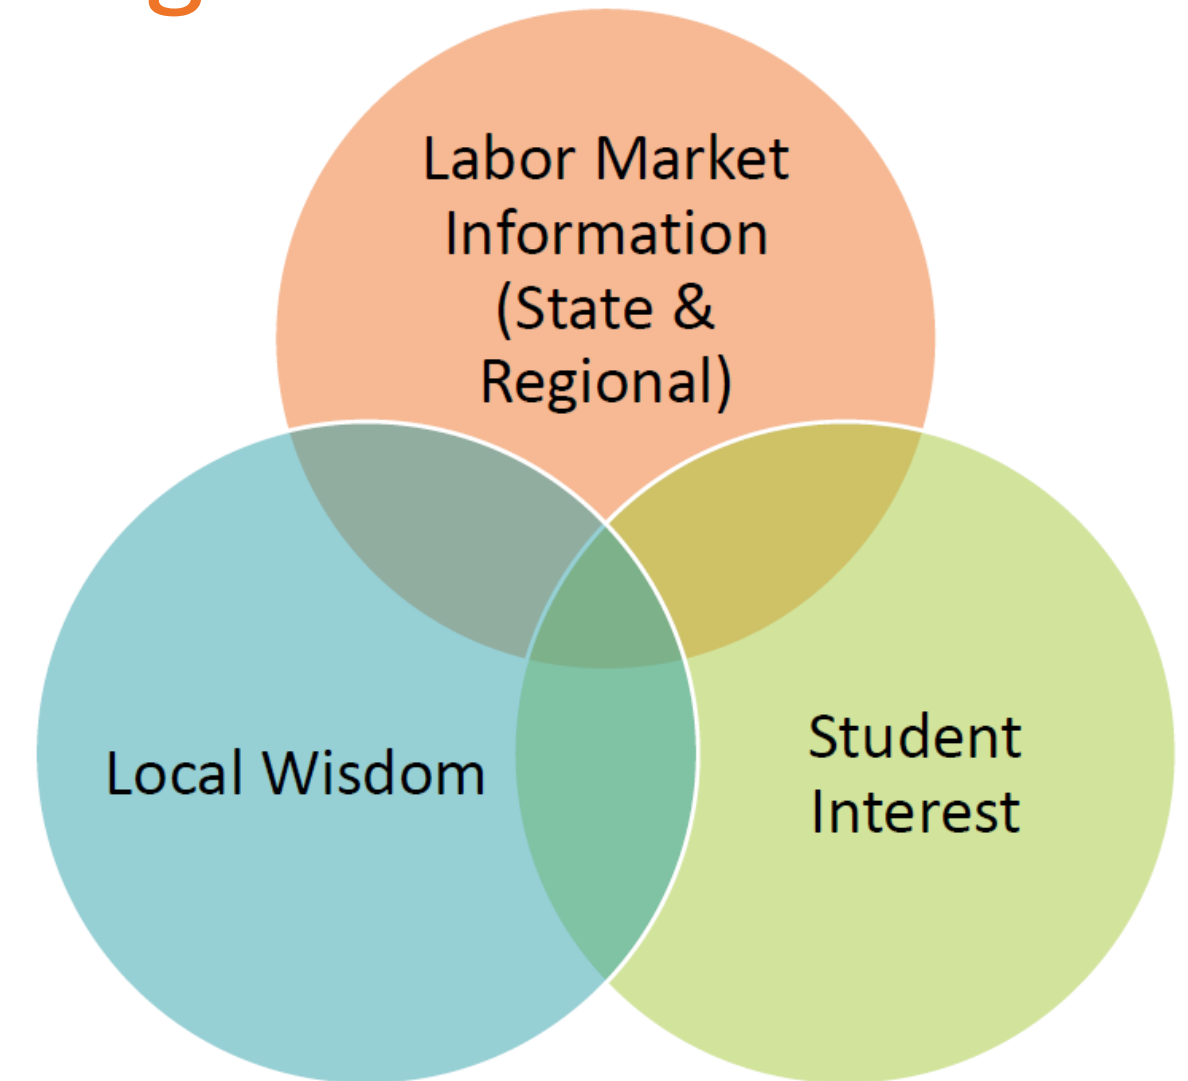 Labor Market
Information
(State &
Regional)
Local Wisdom
Student
Interest